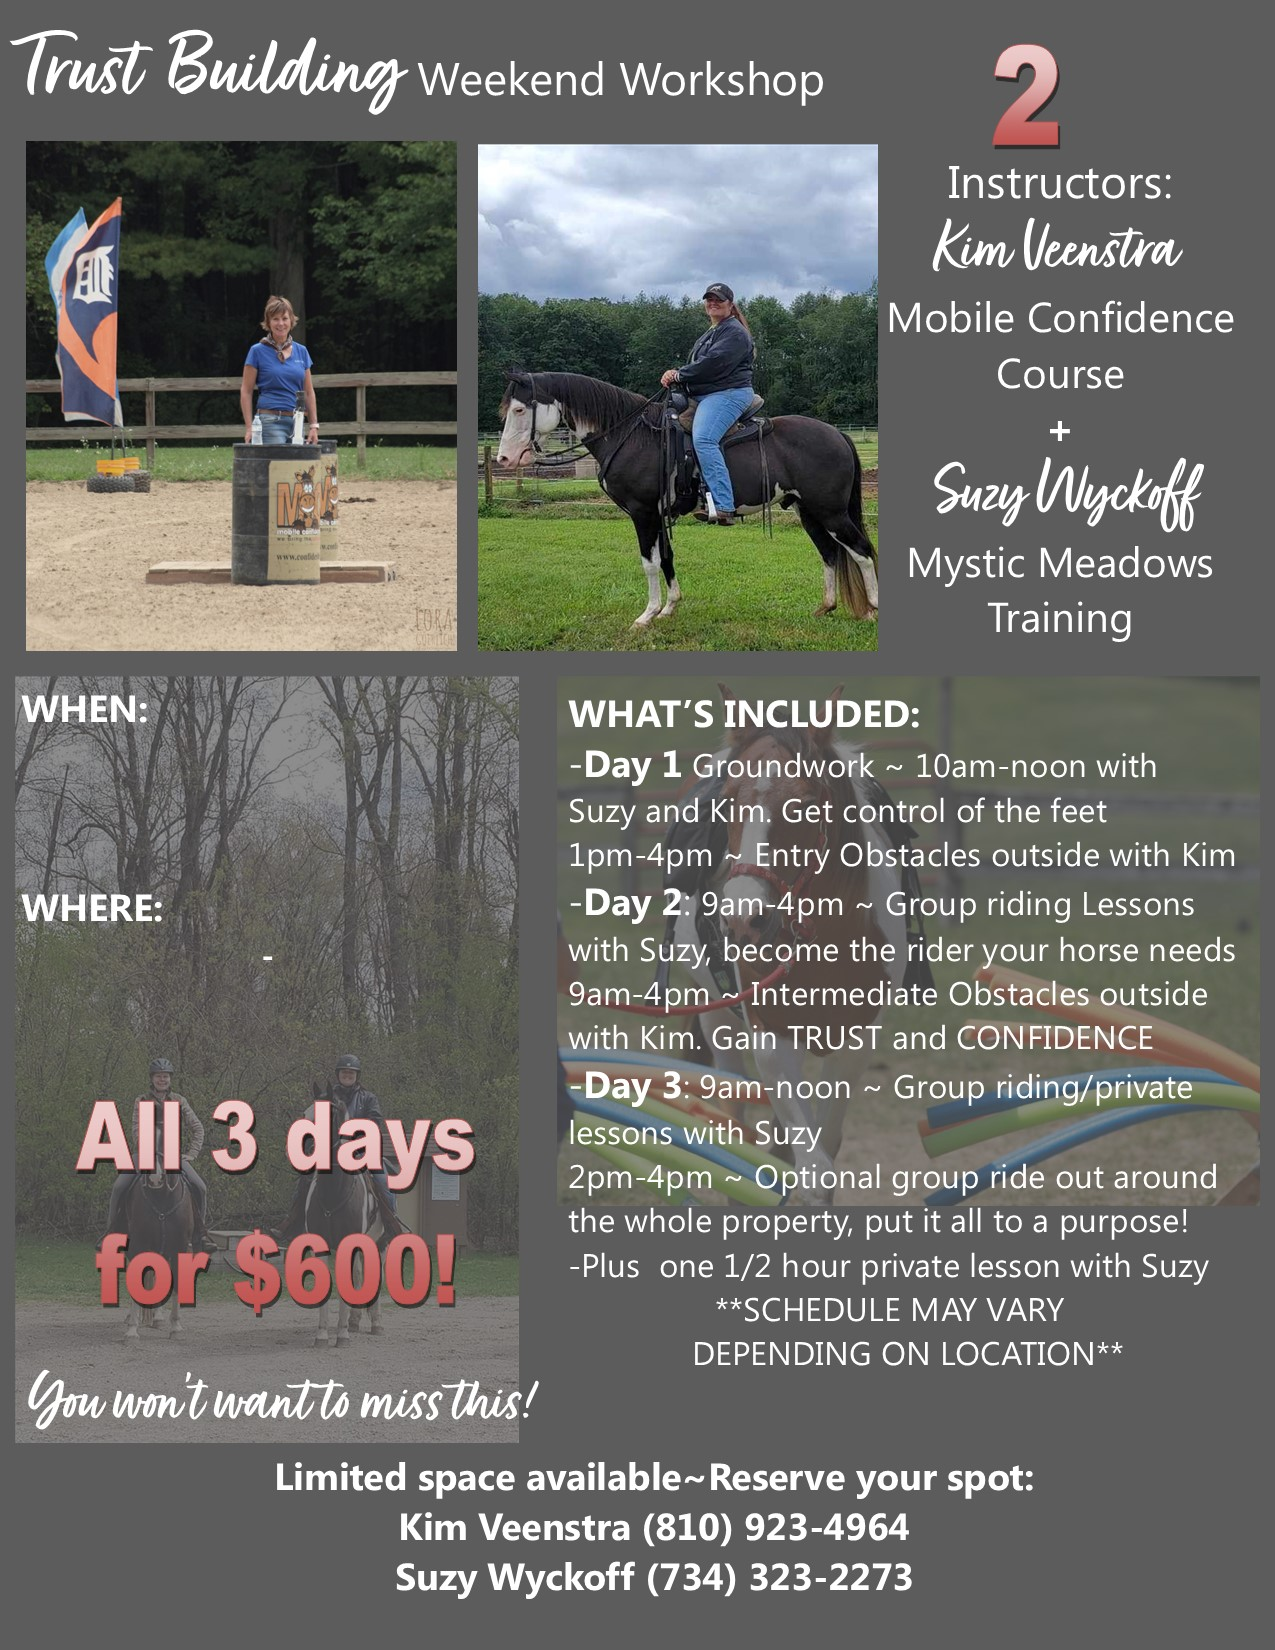 Trust Building Weekend Workshop
2
Instructors:
Kim Veenstra
Mobile Confidence
Course
+
Suzy Wyckoff
Mystic Meadows
Training
D
mobile
LORA
WHEN:
WHERE:
-
All 3 days
for $600!
You won't want to miss this!
WHAT'S INCLUDED:
-Day 1 Groundwork ~ 10am-noon with
Suzy and Kim. Get control of the feet
1pm-4pm ~ Entry Obstacles outside with Kim
-Day 2: 9am-4pm ~ Group riding Lessons
with Suzy, become the rider your horse needs
9am-4pm ~ Intermediate Obstacles outside
with Kim. Gain TRUST and CONFIDENCE
-Day 3: 9am-noon ~ Group riding/private
lessons with Suzy
2pm-4pm ~ Optional group ride out around
the whole property, put it all to a purpose!
-Plus  one 1/2 hour private lesson with Suzy
**SCHEDULE MAY VARY
DEPENDING ON LOCATION**
Limited space available~Reserve your spot:
Kim Veenstra (810) 923-4964
Suzy Wyckoff (734) 323-2273